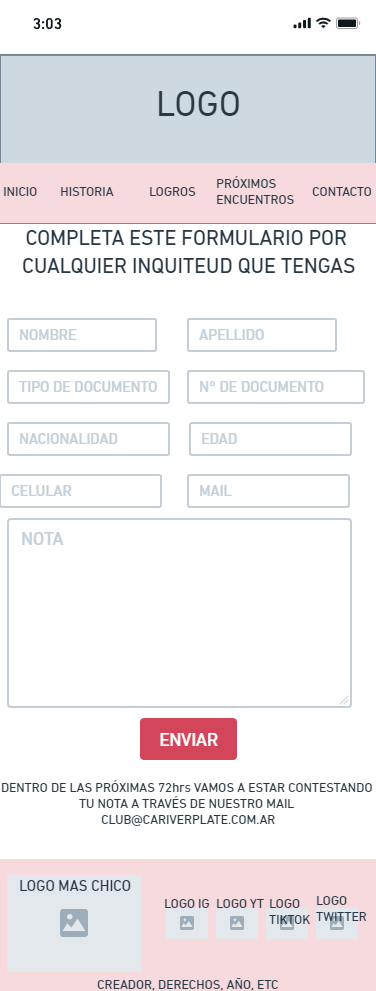 3:03
LOGO
INICIO HISTORIA LOGROS PRÓXIMOS ENCUENTROS CONTACTO
COMPLETA ESTE FORMULARIO POR
CUALQUIER INQUITEUD QUE TENGAS
NOMBRE APELLIDO
TIPO DE DOCUMENTO N° DE DOCUMENTO
NACIONALIDAD EDAD
CELULAR MAIL
NOTA
ENVIAR
DENTRO DE LAS PRÓXIMAS 72hrs VAMOS A ESTAR CONTESTANDO
TU NOTA A TRAVÉS DE NUESTRO MAIL
CLUB@CARIVERPLATE.COM.AR
LOGO MAS CHICO
LOGO IG LOGO YT LOGO TIKTOK LOGO TWITTER
CREADOR, DERECHOS, AÑO, ETC